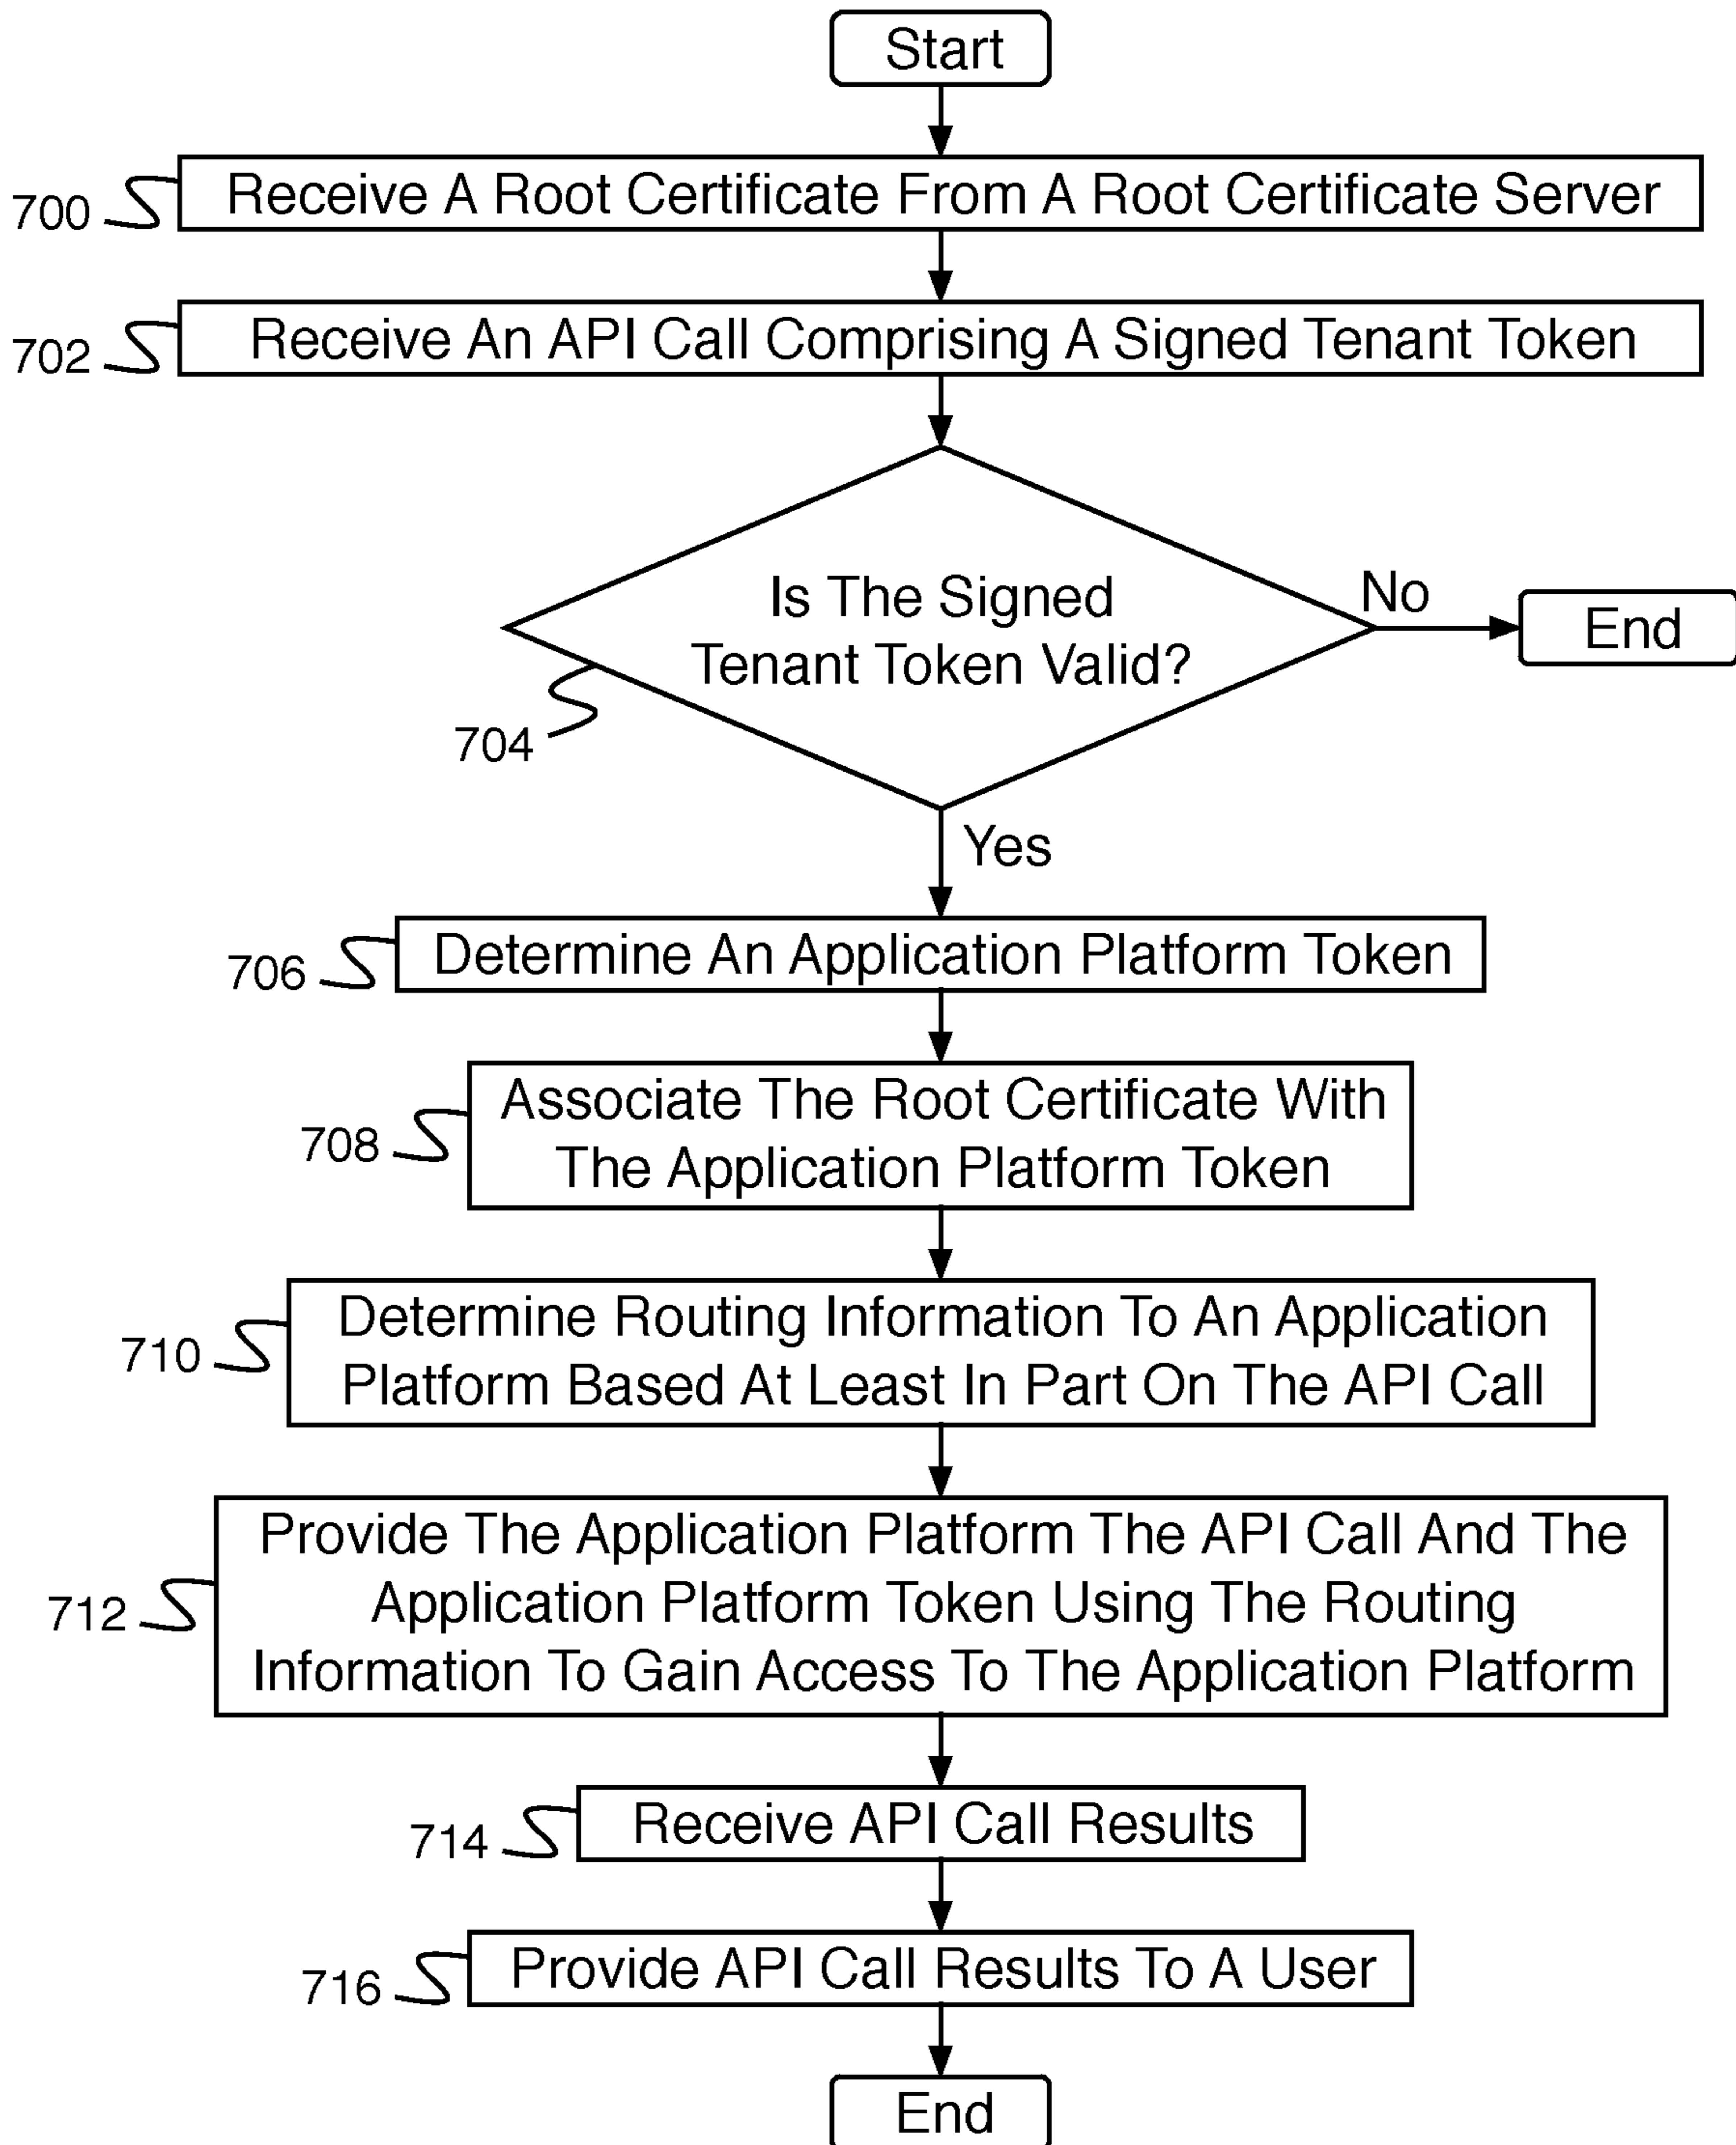 Start
700
Receive A Root Certificate From A Root Certificate Server
702
Receive An API Call Comprising A Signed Tenant Token
Is The Signed
Tenant Token Valid?
No
End
704
Yes
706
Determine An Application Platform Token
708
Associate The Root Certificate With
The Application Platform Token
710
Determine Routing Information To An Application
Platform Based At Least In Part On The API Call
712
Provide The Application Platform The API Call And The
Application Platform Token Using The Routing
Information To Gain Access To The Application Platform
714
Receive API Call Results
716
Provide API Call Results To A User
End